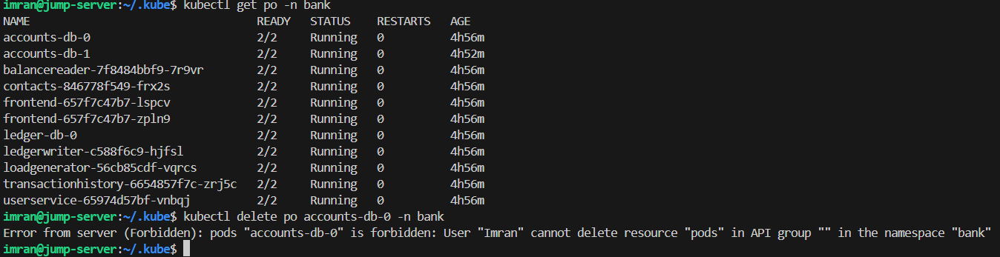 imran@jump-server:~/.kube$ kubectl get po -n bank
NAME READY STATUS RESTARTS AGE
accounts-db-0 2/2 Running 0 4h56m
accounts-db-1 2/2 Running 0 4h52m
balancereader-7f8484bbf9-7r9vr 2/2 Running 0 4h56m
contacts-846778f549-frx2s 2/2 Running 0 4h56m
frontend-657f7c47b7-lspcv 2/2 Running 0 4h56m
frontend-657f7c47b7-zpln9 2/2 Running 0 4h56m
ledger-db-0 2/2 Running 0 4h56m
ledgerwriter-c588f6c9-hjfsl 2/2 Running 0 4h56m
loadgenerator-56cb85cdf-vqrcs 2/2 Running 0 4h56m
transactionhistory-6654857f7c-zrj5c 2/2 Running 0 4h56m
userservice-65974d57bf-vnbqj 2/2 Running 0 4h56m
imran@jump-server:~/.kube$ kubectl delete po accounts-db-0 -n bank
Error from server (Forbidden): pods "accounts-db-0" is forbidden: User "Imran" cannot delete resource "pods" in API group "" in the namespace "bank"
imran@jump-server:~/.kube$